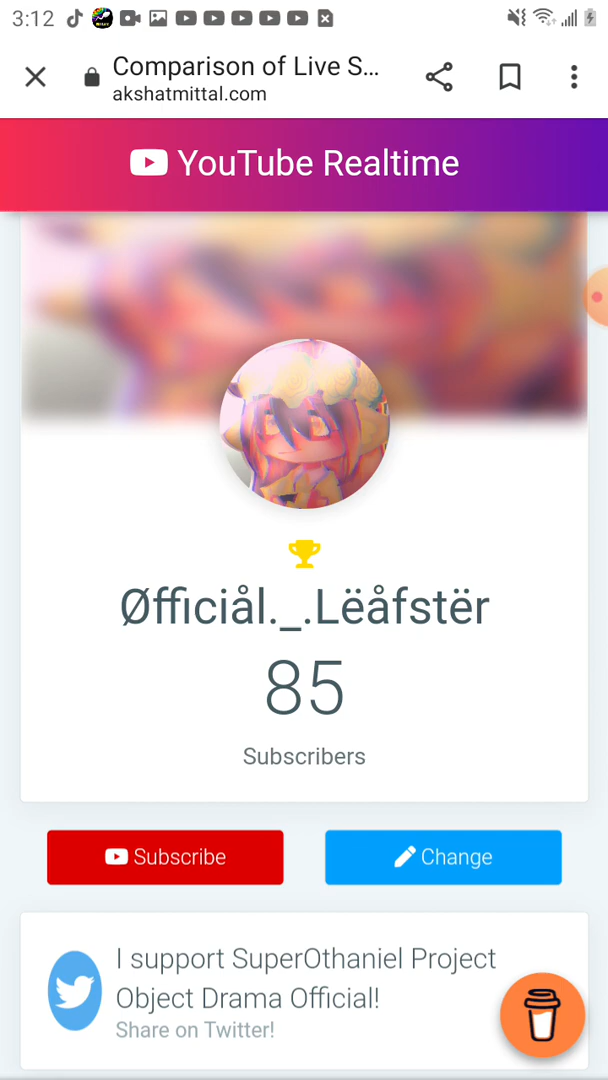 3:12
Comparison of Live S...
akshatmittal.com
YouTube Realtime
Øfficiål._.Lëåfstër
85
Subscribers
Subscribe
Change
I support SuperOthaniel Project
Object Drama Official!
Share on Twitter!